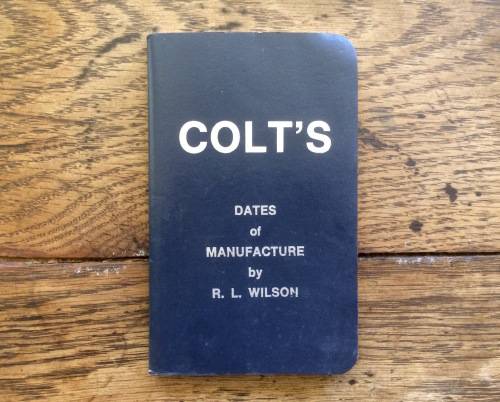 COLT'S
DATES
of
MANUFACTURE
by
R. L. WILSON